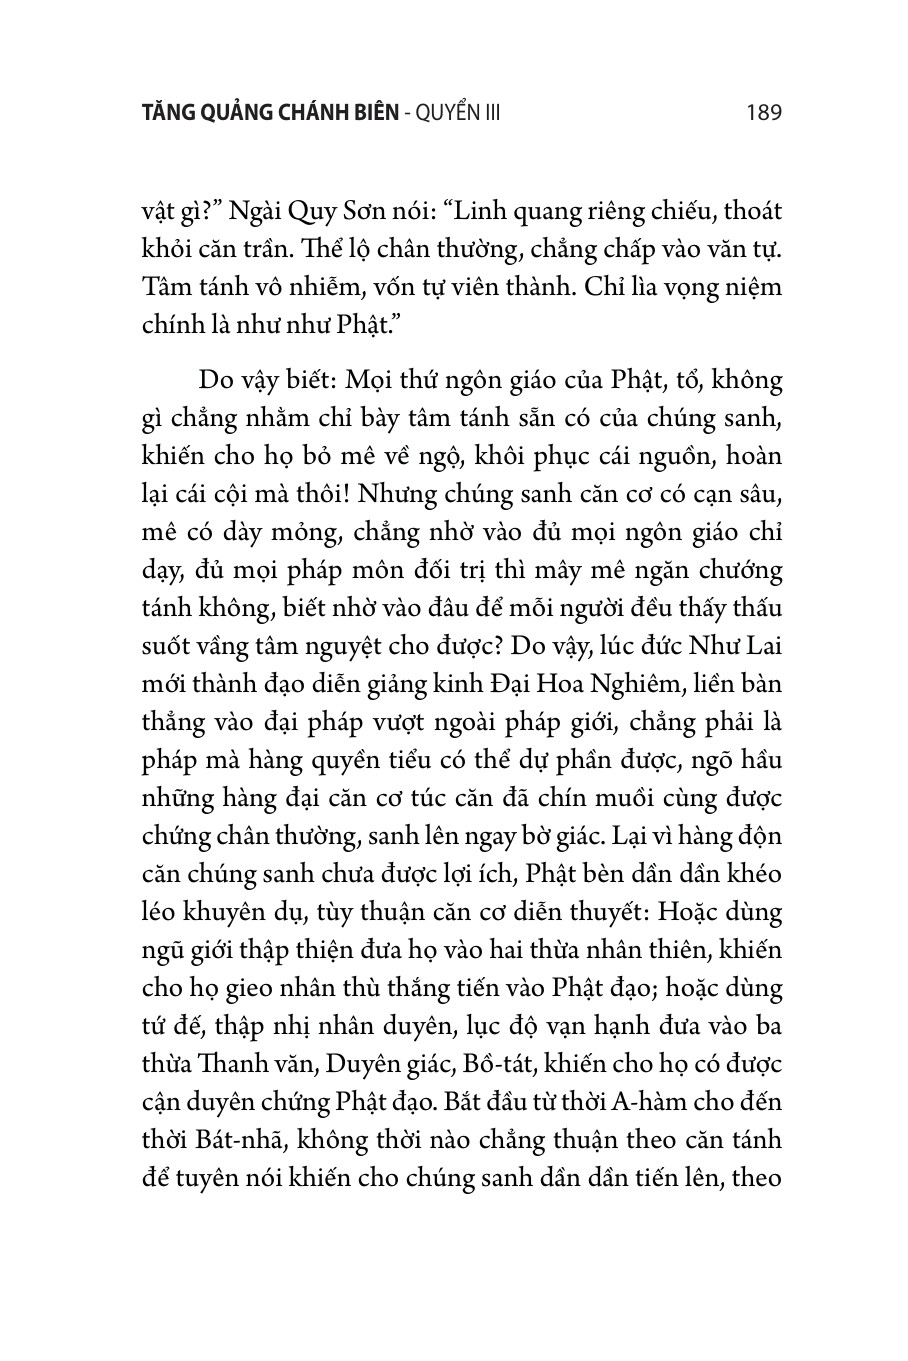 TĂNG QUẢNG CHÁNH BIÊN - QUYỂN III 189
vật gì?” Ngài Quy Sơn nói: “Linh quang riêng chiếu, thoát
khỏi căn trần. Thể lộ chân thường, chẳng chấp vào văn tự.
Tâm tánh vô nhiễm, vốn tự viên thành. Chỉ lìa vọng niệm
chính là như như Phật.”
Do vậy biết: Mọi thứ ngôn giáo của Phật, tổ, không
gì chẳng nhằm chỉ bày tâm tánh sẵn có của chúng sanh,
khiến cho họ bỏ mê về ngộ, khôi phục cái nguồn, hoàn
lại cái cội mà thôi! Nhưng chúng sanh căn cơ có cạn sâu,
mê có dày mỏng, chẳng nhờ vào đủ mọi ngôn giáo chỉ
dạy, đủ mọi pháp môn đối trị thì mây mê ngăn chướng
tánh không, biết nhờ vào đâu để mỗi người đều thấy thấu
suốt vầng tâm nguyệt cho được? Do vậy, lúc đức Như Lai
mới thành đạo diễn giảng kinh Đại Hoa Nghiêm, liền bàn
thẳng vào đại pháp vượt ngoài pháp giới, chẳng phải là
pháp mà hàng quyền tiểu có thể dự phần được, ngõ hầu
những hàng đại căn cơ túc căn đã chín muồi cùng được
chứng chân thường, sanh lên ngay bờ giác. Lại vì hàng độn
căn chúng sanh chưa được lợi ích, Phật bèn dần dần khéo
léo khuyên dụ, tùy thuận căn cơ diễn thuyết: Hoặc dùng
ngũ giới thập thiện đưa họ vào hai thừa nhân thiên, khiến
cho họ gieo nhân thù thắng tiến vào Phật đạo; hoặc dùng
tứ đế, thập nhị nhân duyên, lục độ vạn hạnh đưa vào ba
thừa Thanh văn, Duyên giác, Bồ-tát, khiến cho họ có được
cận duyên chứng Phật đạo. Bắt đầu từ thời A-hàm cho đến
thời Bát-nhã, không thời nào chẳng thuận theo căn tánh
để tuyên nói khiến cho chúng sanh dần dần tiến lên, theo